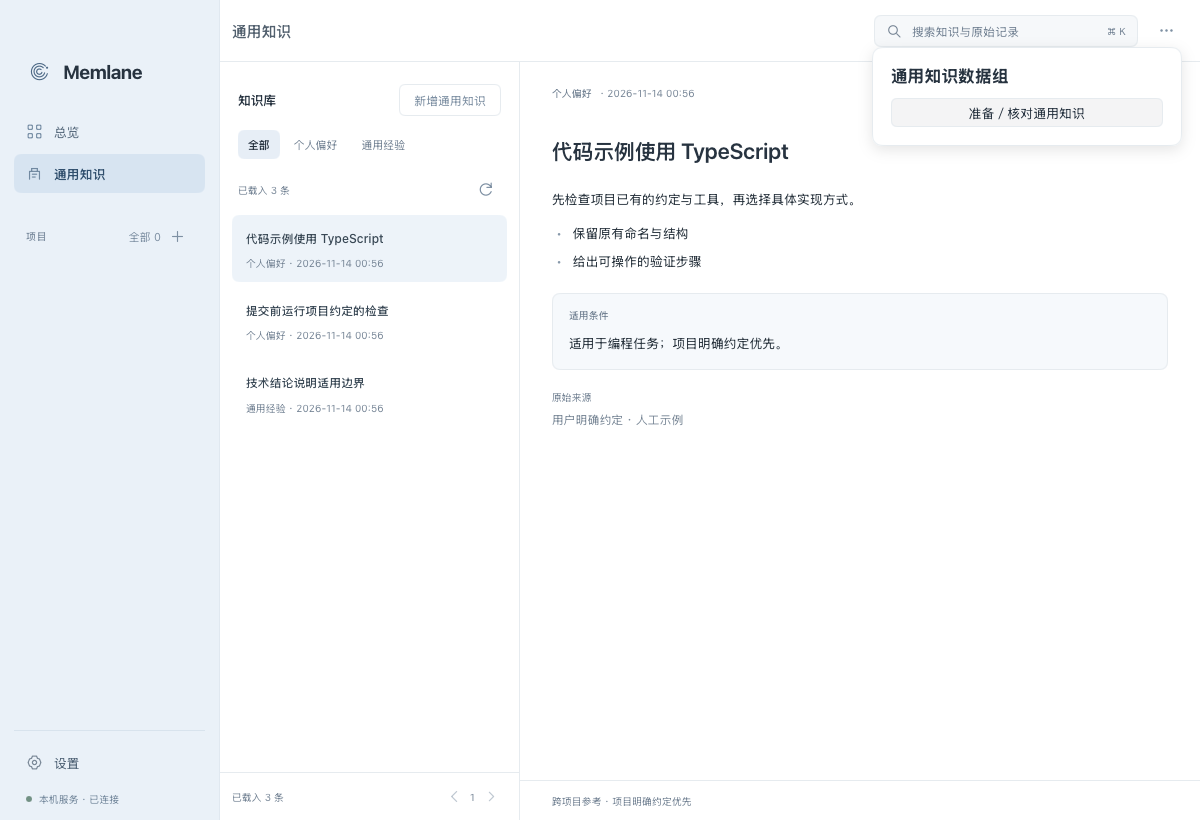 Memlane
总览
通用知识
项目
全部 0
设置
本机服务 · 已连接
通用知识
搜索知识与原始记录
⌘ K
通用知识数据组
准备 / 核对通用知识
知识库
新增通用知识
全部
个人偏好
通用经验
已载入 3 条
代码示例使用 TypeScript
个人偏好 · 2026-11-14 00:56
提交前运行项目约定的检查
个人偏好 · 2026-11-14 00:56
技术结论说明适用边界
通用经验 · 2026-11-14 00:56
已载入 3 条
1
个人偏好 · 2026-11-14 00:56
代码示例使用 TypeScript
先检查项目已有的约定与工具，再选择具体实现方式。
· 保留原有命名与结构
· 给出可操作的验证步骤
适用条件
适用于编程任务；项目明确约定优先。
原始来源
用户明确约定 · 人工示例
跨项目参考 · 项目明确约定优先